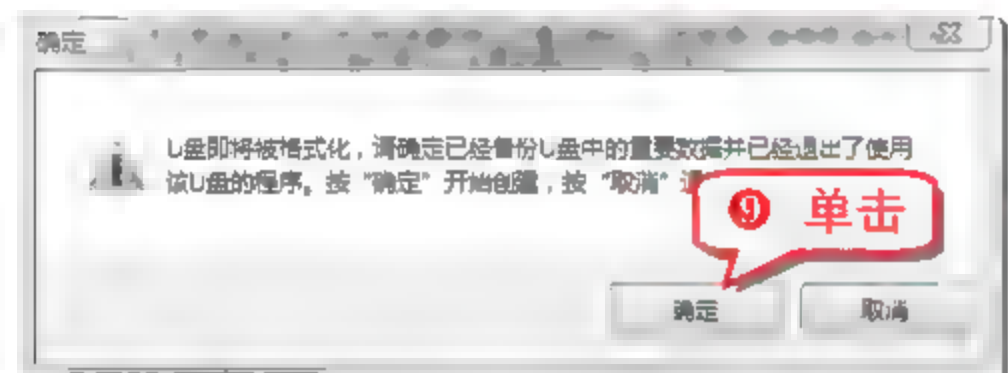 确定
U盘即将被格式化，请确定已经备份U盘中的重要数据并已经退出了使用
该U盘的程序。按“确定”开始创建，按“取消”退
❾ 单击
确定
取消